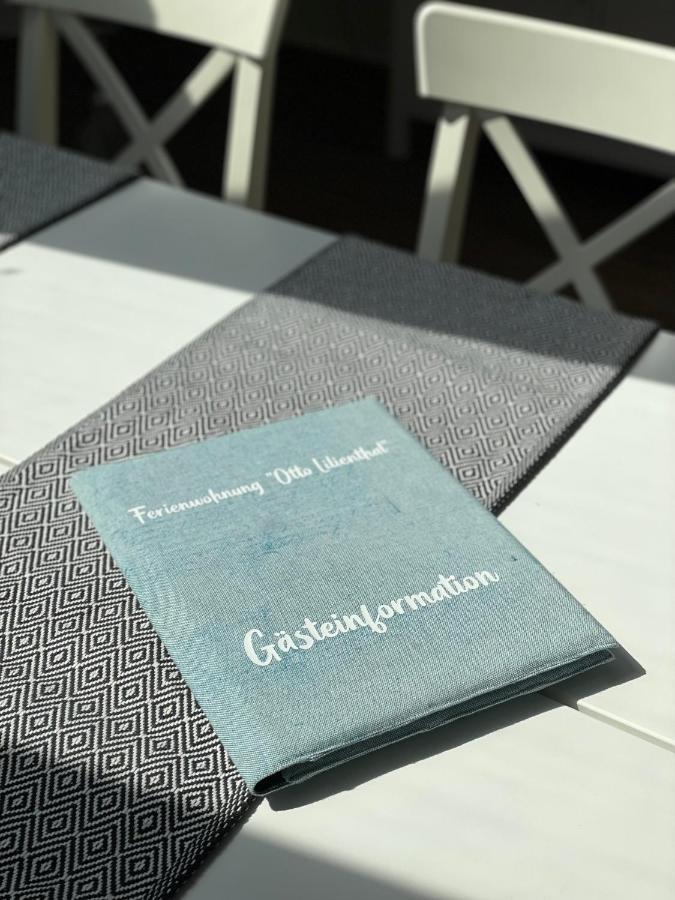 Ferienwohnung "Otto Lilienthal"
Gästeinformation